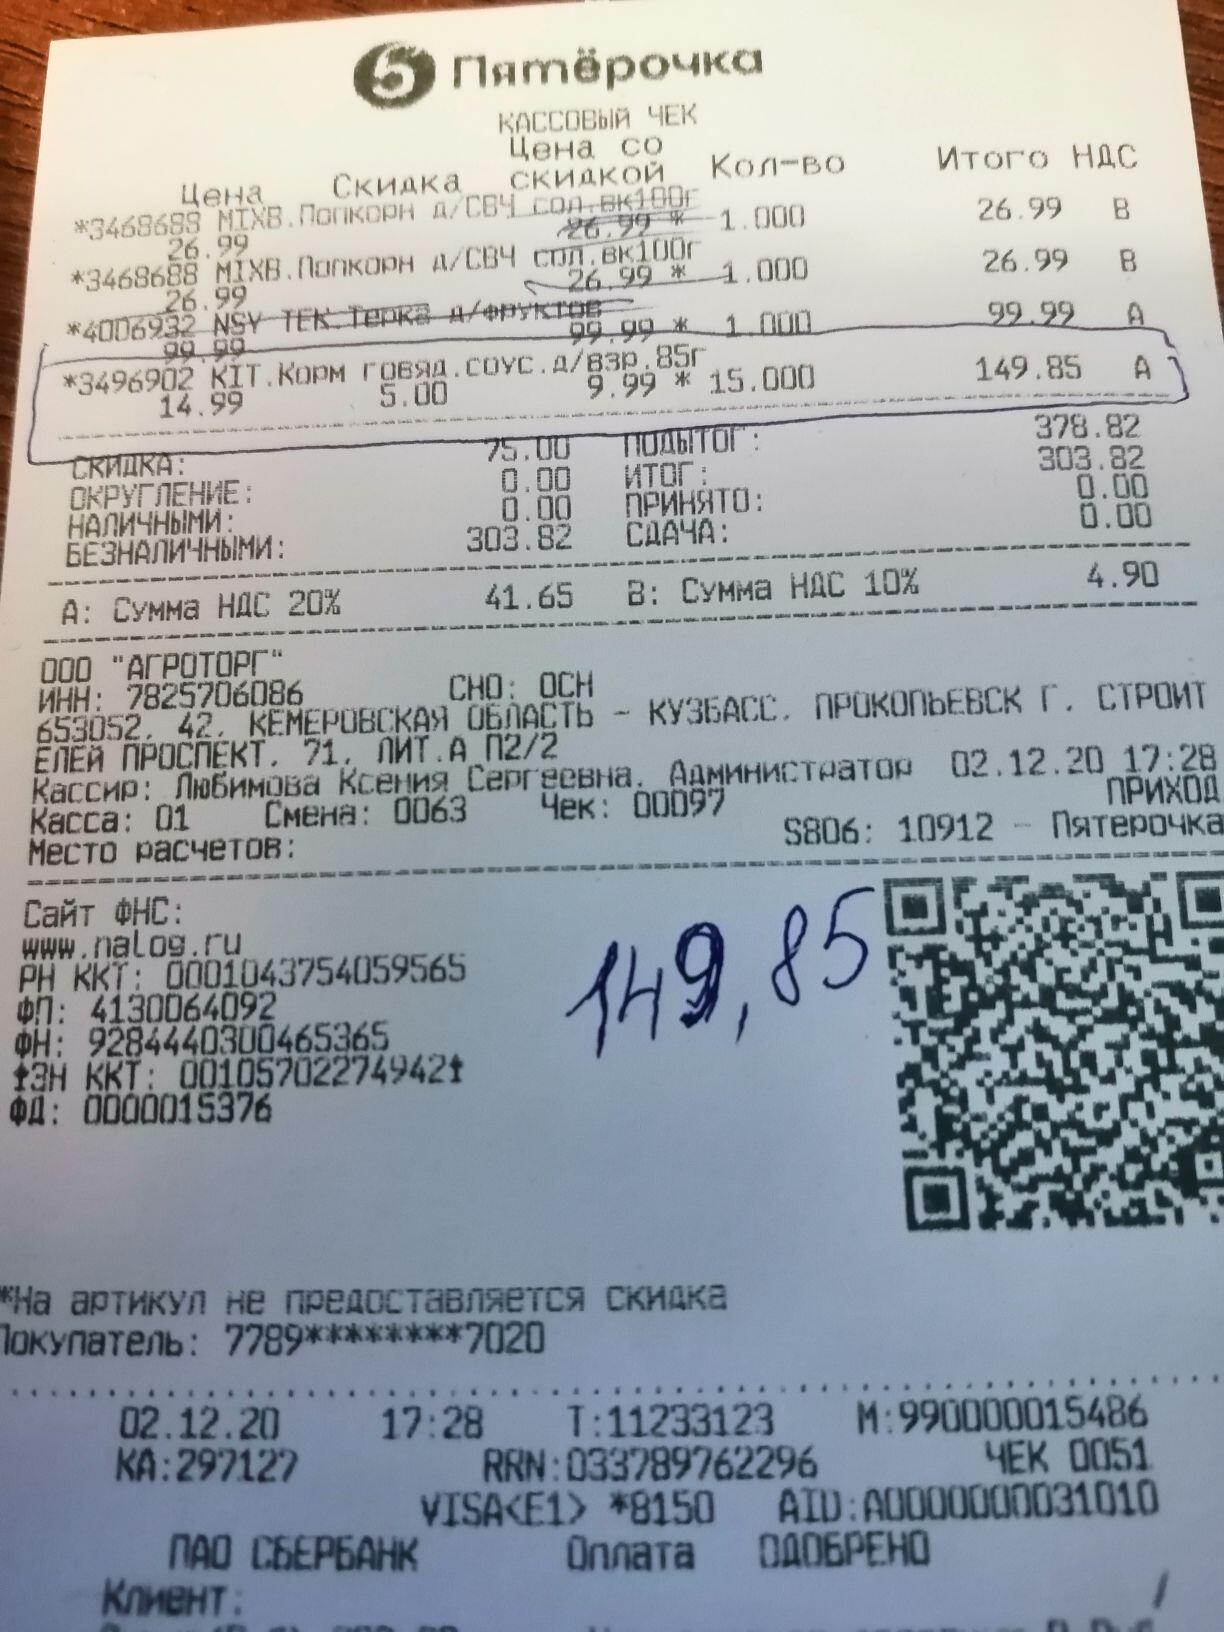 5 Пятёрочка
КАССОВЫЙ ЧЕК
Цена Скидка Цена со скидкой Кол-во Итого НДС
*3468688 MIXB.Попкорн д/СВЧ сол.вк100г
26.99 26.99 * 1.000 26.99 В
*3468688 MIXB.Попкорн д/СВЧ сол.вк100г
26.99 26.99 * 1.000 26.99 В
*4006932 NSY ТЕК.Терка д/фруктов
99.99 99.99 * 1.000 99.99 А
*3496902 KIT.Корм говяд.соус.д/взр.85г
14.99 5.00 9.99 * 15.000 149.85 А
СКИДКА: 75.00 ПОДЫТОГ: 378.82
ОКРУГЛЕНИЕ: 0.00 ИТОГ: 303.82
НАЛИЧНЫМИ: 0.00 ПРИНЯТО: 0.00
БЕЗНАЛИЧНЫМИ: 303.82 СДАЧА: 0.00
А: Сумма НДС 20% 41.65 В: Сумма НДС 10% 4.90
ООО "АГРОТОРГ"
ИНН: 7825706086 СНО: ОСН
653052, 42, КЕМЕРОВСКАЯ ОБЛАСТЬ - КУЗБАСС, ПРОКОПЬЕВСК Г, СТРОИТ
ЕЛЕЙ ПРОСПЕКТ, 71, ЛИТ.А П2/2
Кассир: Любимова Ксения Сергеевна, Администратор 02.12.20 17:28
Касса: 01 Смена: 0063 Чек: 00097 ПРИХОД
Место расчетов: S806: 10912 - Пятерочка
Сайт ФНС:
www.nalog.ru
РН ККТ: 0001043754059565
ФП: 4130064092
ФН: 9284440300465365
ЗН ККТ: 00105702274942
ФД: 0000015376
149,85
*На артикул не предоставляется скидка
Покупатель: 7789********7020
02.12.20 17:28 Т:11233123 М:990000015486
КА:297127 RRN:033789762296 ЧЕК 0051
VISA<E1> *8150 AID:A0000000031010
ПАО СБЕРБАНК Оплата ОДОБРЕНО
Клиент: